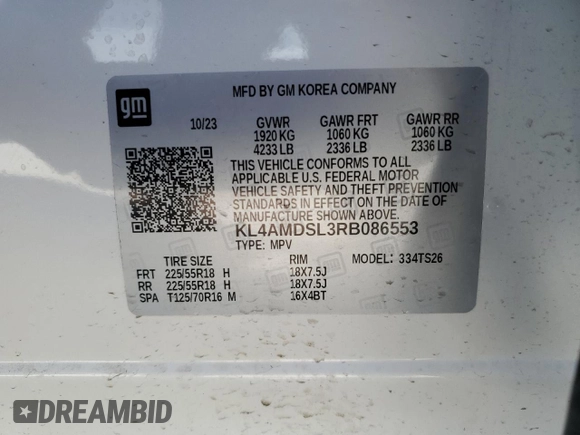 gm
MFD BY GM KOREA COMPANY
10/23 GVWR GAWR FRT GAWR RR
1920 KG 1060 KG 1060 KG
4233 LB 2336 LB 2336 LB
THIS VEHICLE CONFORMS TO ALL
APPLICABLE U.S. FEDERAL MOTOR
VEHICLE SAFETY AND THEFT PREVENTION
STANDARDS IN EFFECT ON THE DATE OF
MANUFACTURE SHOWN ABOVE.
KL4AMDSL3RB086553
TYPE: MPV
TIRE SIZE RIM MODEL: 334TS26
FRT 225/55R18 H 18X7.5J
RR 225/55R18 H 18X7.5J
SPA T125/70R16 M 16X4BT
DREAMBID